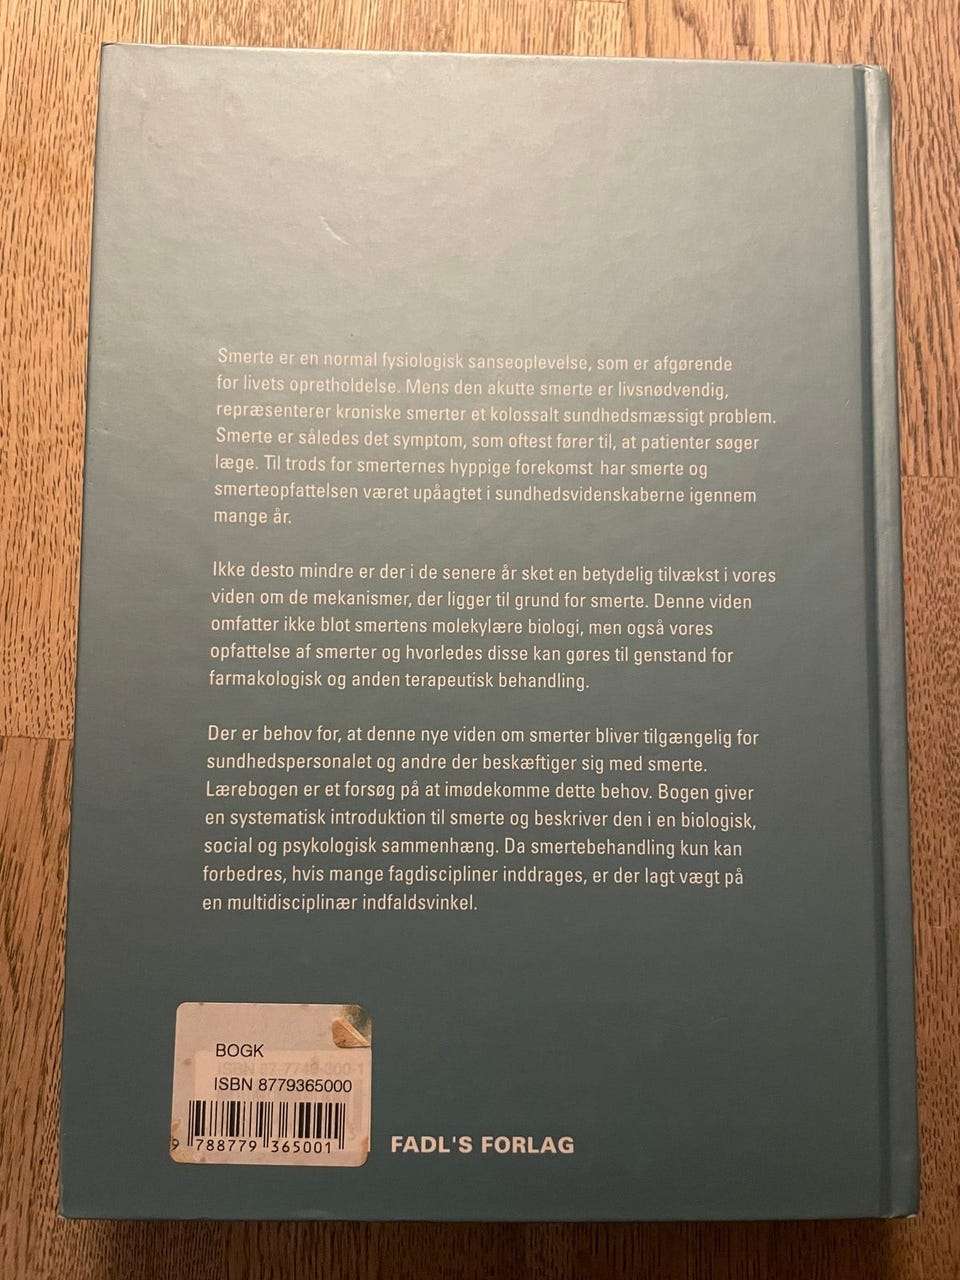 Smerte er en normal fysiologisk sanseoplevelse, som er afgørende
for livets opretholdelse. Mens den akutte smerte er livsnødvendig,
repræsenterer kroniske smerter et kolossalt sundhedsmæssigt problem.
Smerte er således det symptom, som oftest fører til, at patienter søger
læge. Til trods for smerternes hyppige forekomst har smerte og
smerteopfattelsen været upåagtet i sundhedsvidenskaberne igennem
mange år.
Ikke desto mindre er der i de senere år sket en betydelig tilvækst i vores
viden om de mekanismer, der ligger til grund for smerte. Denne viden
omfatter ikke blot smertens molekylære biologi, men også vores
opfattelse af smerter og hvorledes disse kan gøres til genstand for
farmakologisk og anden terapeutisk behandling.
Der er behov for, at denne nye viden om smerter bliver tilgængelig for
sundhedspersonalet og andre der beskæftiger sig med smerte.
Lærebogen er et forsøg på at imødekomme dette behov. Bogen giver
en systematisk introduktion til smerte og beskriver den i en biologisk,
social og psykologisk sammenhæng. Da smertebehandling kun kan
forbedres, hvis mange fagdiscipliner inddrages, er der lagt vægt på
en multidisciplinær indfaldsvinkel.
BOGK
ISBN 8779365000
9 788779 365001
FADL'S FORLAG